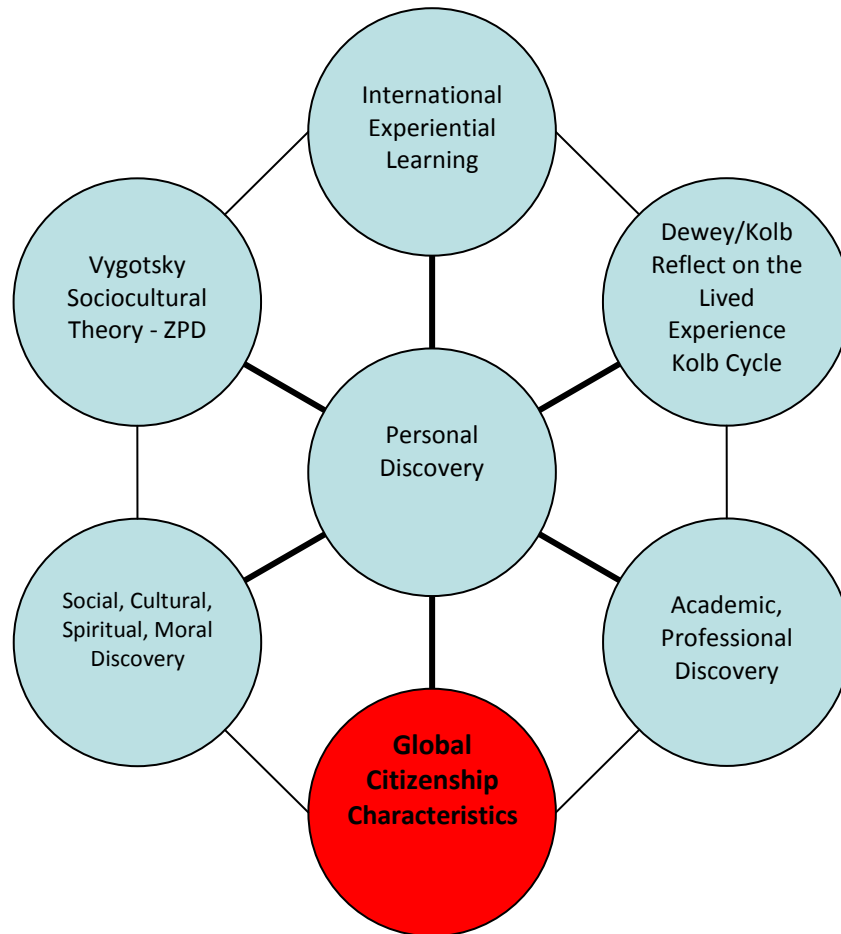 International
Experiential
Learning
Dewey/Kolb
Reflect on the
Lived
Experience
Kolb Cycle
Vygotsky
Sociocultural
Theory - ZPD
Personal
Discovery
Social, Cultural,
Spiritual, Moral
Discovery
Academic,
Professional
Discovery
Global
Citizenship
Characteristics